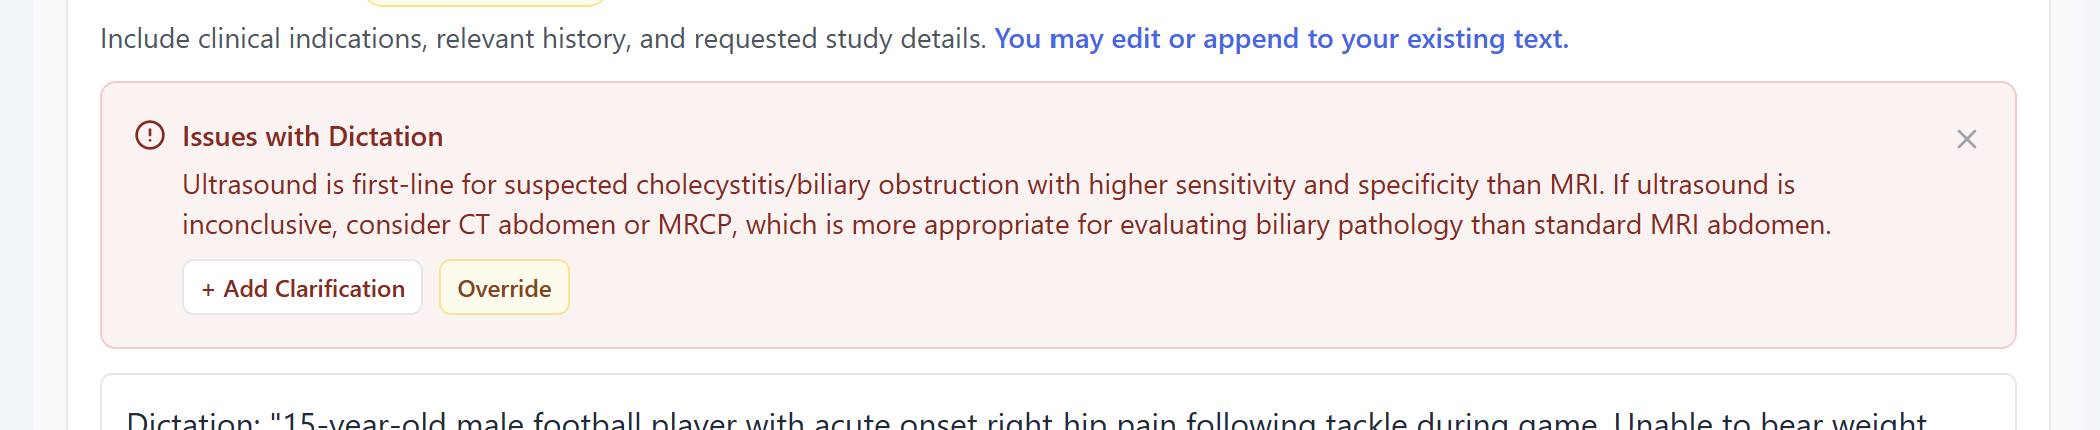 Include clinical indications, relevant history, and requested study details. You may edit or append to your existing text.
Issues with Dictation
Ultrasound is first-line for suspected cholecystitis/biliary obstruction with higher sensitivity and specificity than MRI. If ultrasound is
inconclusive, consider CT abdomen or MRCP, which is more appropriate for evaluating biliary pathology than standard MRI abdomen.
+ Add Clarification
Override
Dictation: "15-year-old male football player with acute onset right hip pain following tackle during game. Unable to bear weight